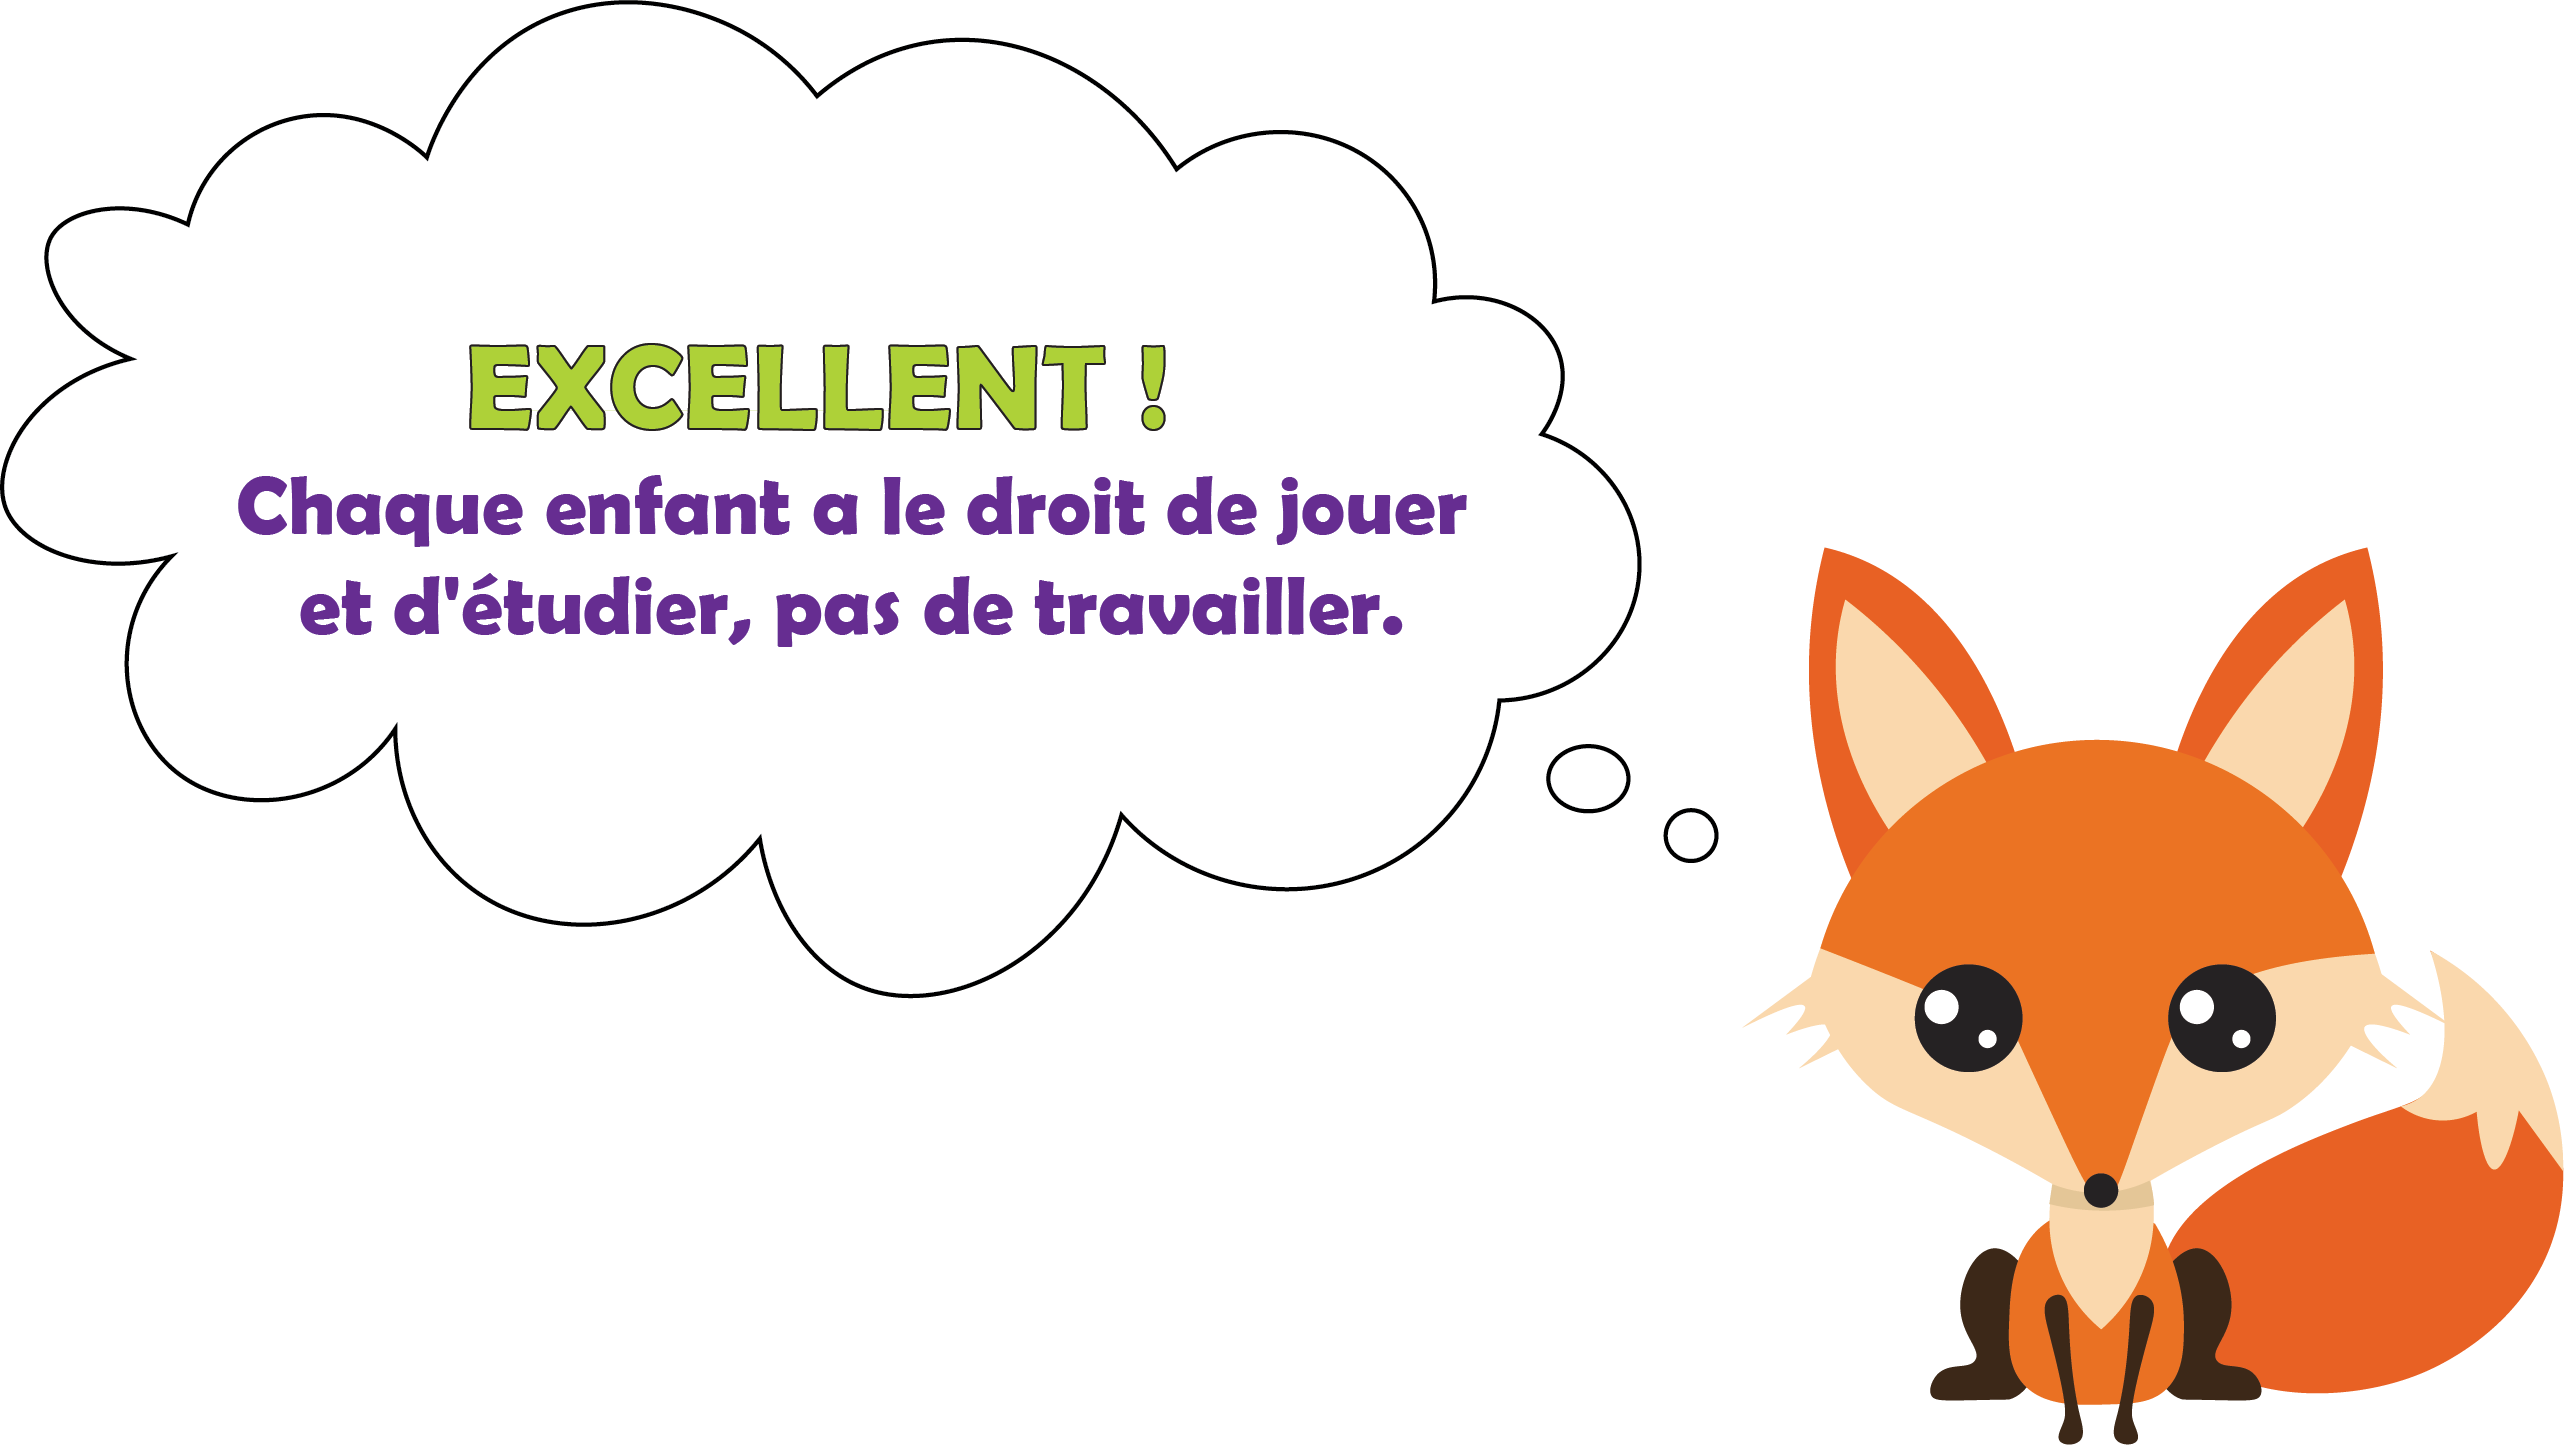 EXCELLENT !
Chaque enfant a le droit de jouer
et d'étudier, pas de travailler.